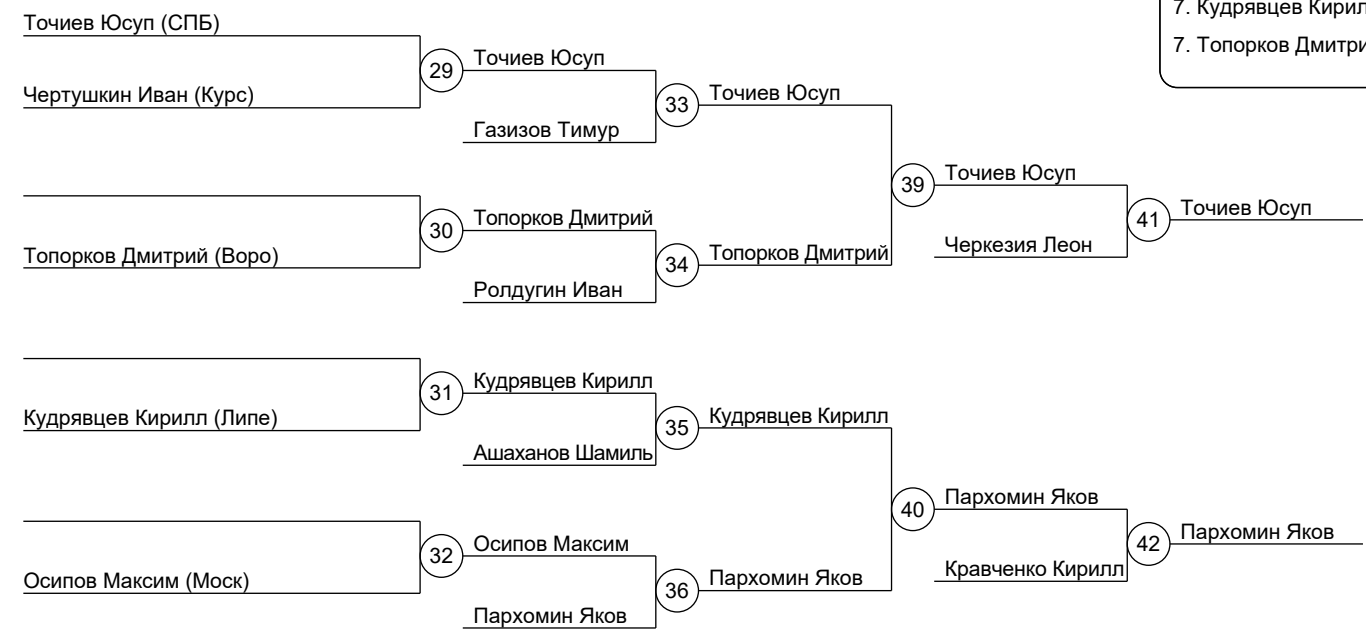 7. Кудрявцев Кирил
7. Топорков Дмитри
Точиев Юсуп (СПБ)
29
Точиев Юсуп
Чертушкин Иван (Курс)
33
Точиев Юсуп
Газизов Тимур
39
Точиев Юсуп
41
Точиев Юсуп
30
Топорков Дмитрий
Топорков Дмитрий (Воро)
34
Топорков Дмитрий
Черкезия Леон
Ролдугин Иван
31
Кудрявцев Кирилл
Кудрявцев Кирилл (Липе)
35
Кудрявцев Кирилл
Ашаханов Шамиль
40
Пархомин Яков
42
Пархомин Яков
32
Осипов Максим
Кравченко Кирилл
Осипов Максим (Моск)
36
Пархомин Яков
Пархомин Яков